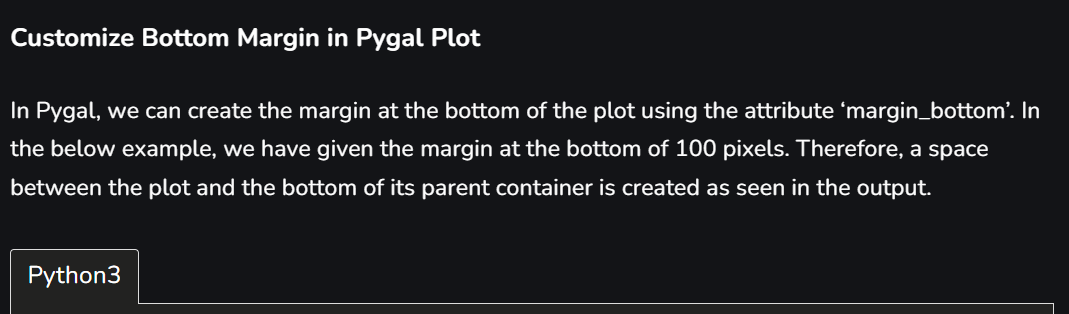 Customize Bottom Margin in Pygal Plot
In Pygal, we can create the margin at the bottom of the plot using the attribute ‘margin_bottom’. In
the below example, we have given the margin at the bottom of 100 pixels. Therefore, a space
between the plot and the bottom of its parent container is created as seen in the output.
Python3